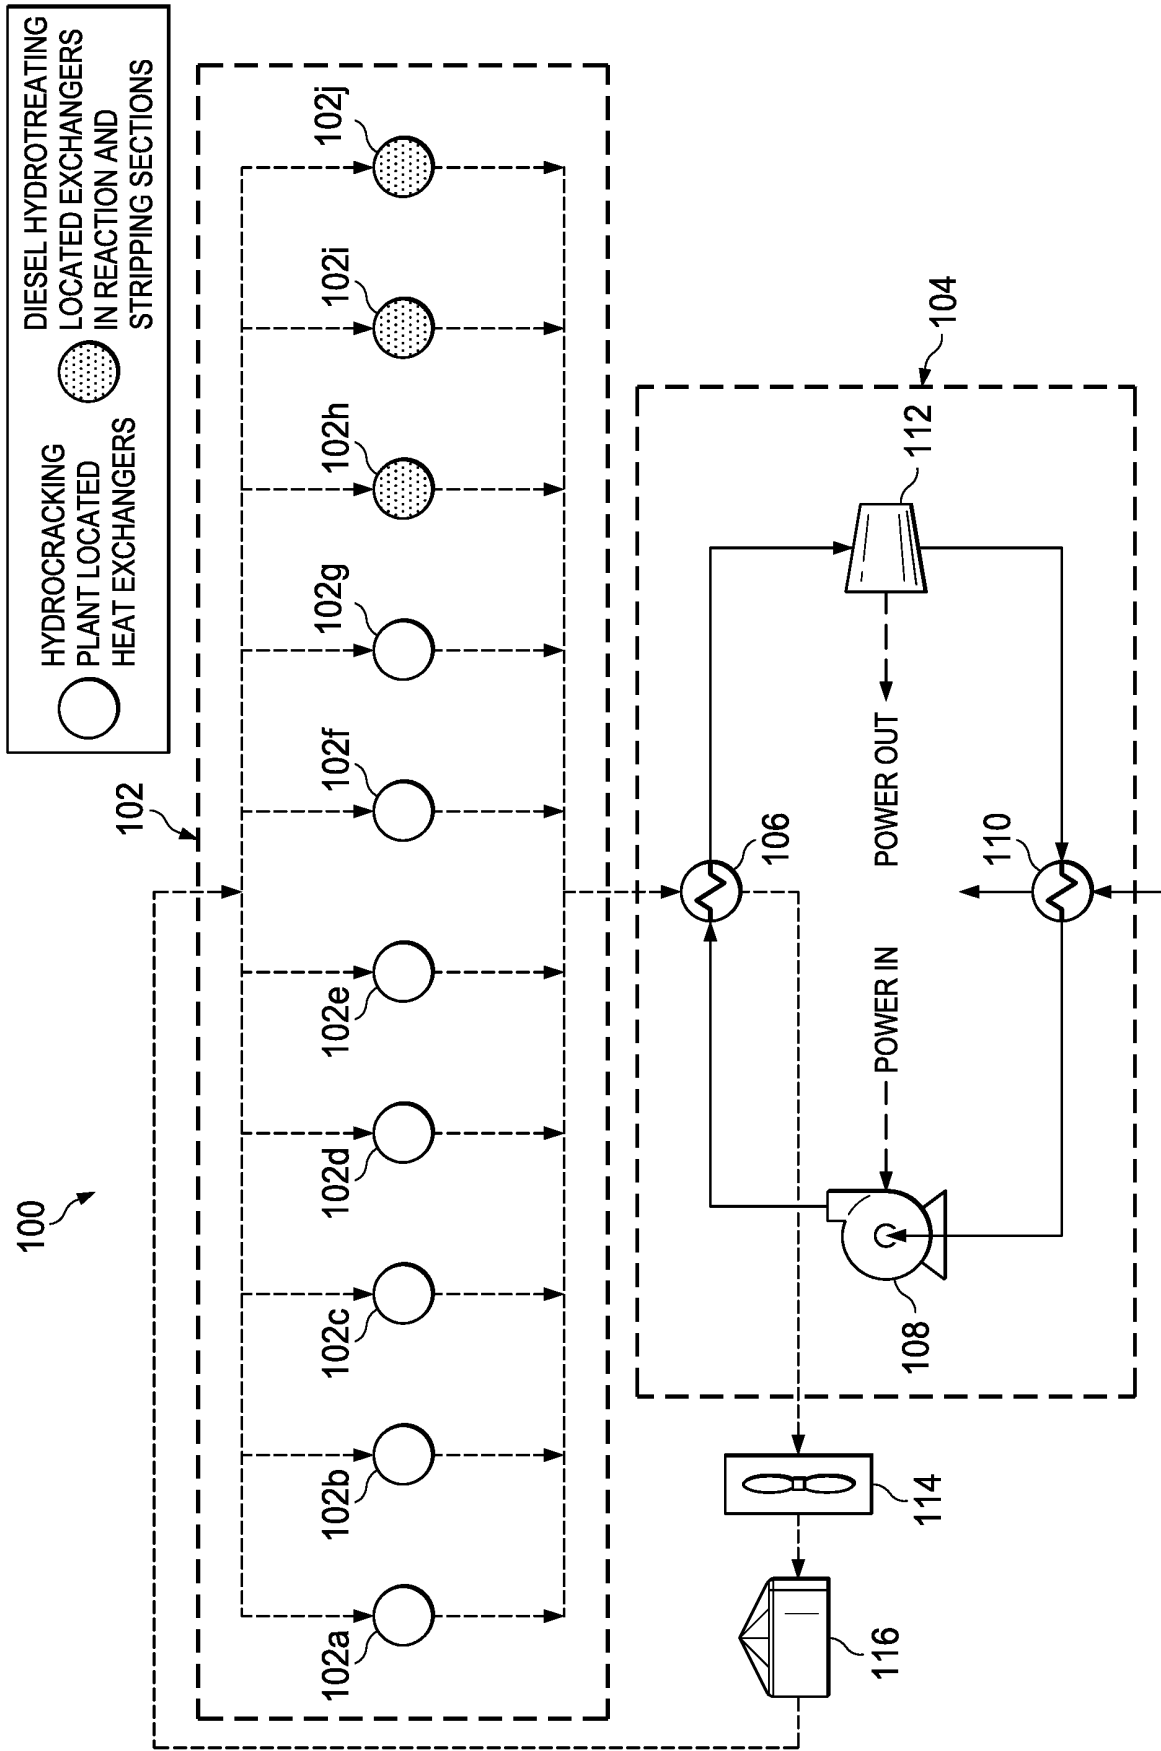 HYDROCRACKING
PLANT LOCATED
HEAT EXCHANGERS
DIESEL HYDROTREATING
LOCATED EXCHANGERS
IN REACTION AND
STRIPPING SECTIONS
100
102
102a
102b
102c
102d
102e
102f
102g
102h
102i
102j
104
106
112
POWER IN
POWER OUT
108
110
114
116